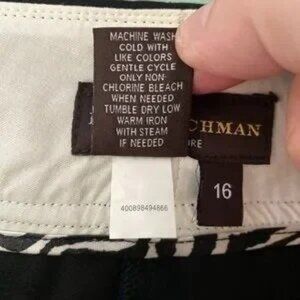 MACHINE WASH
COLD WITH
LIKE COLORS
GENTLE CYCLE
ONLY NON-
CHLORINE BLEACH
WHEN NEEDED
TUMBLE DRY LOW
WARM IRON
WITH STEAM
IF NEEDED
CHMAN
URE
16
400898494866